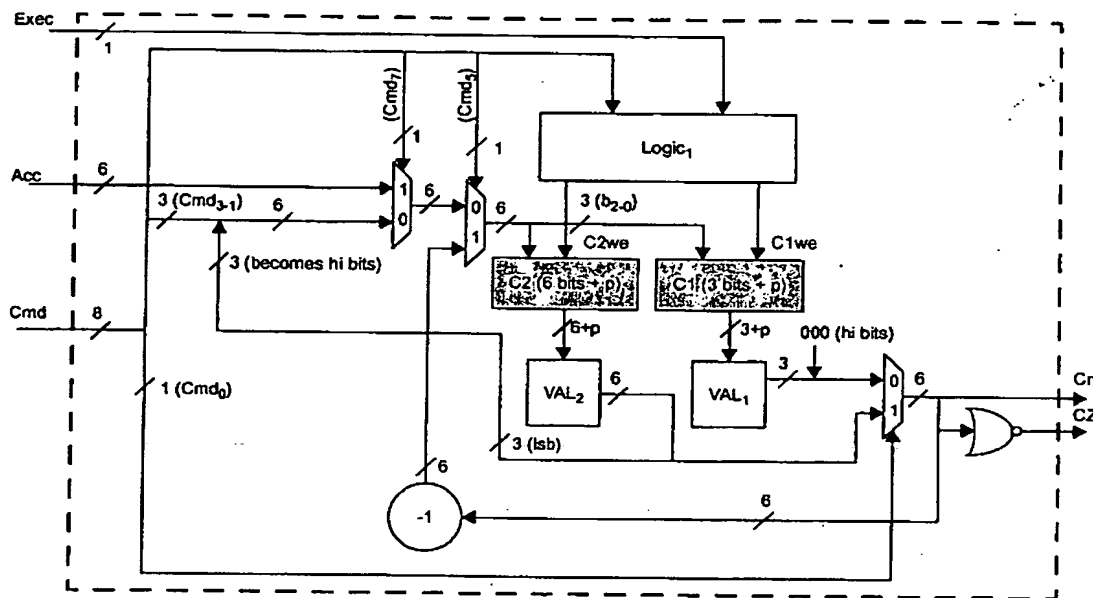 Exec
1
(Cmd7)
(Cmd5)
1
1
Logic1
Acc
6
1
0
6
0
1
6
3 (b2-0)
3 (Cmd3-1)
6
C2we
C1we
3 (becomes hi bits)
C2 (6 bits + p)
C1 (3 bits + p)
Cmd
8
6+p
3+p
000 (hi bits)
1 (Cmd0)
VAL2
6
VAL1
3
0
1
6
Cn
CZ
3 (lsb)
6
-1
6